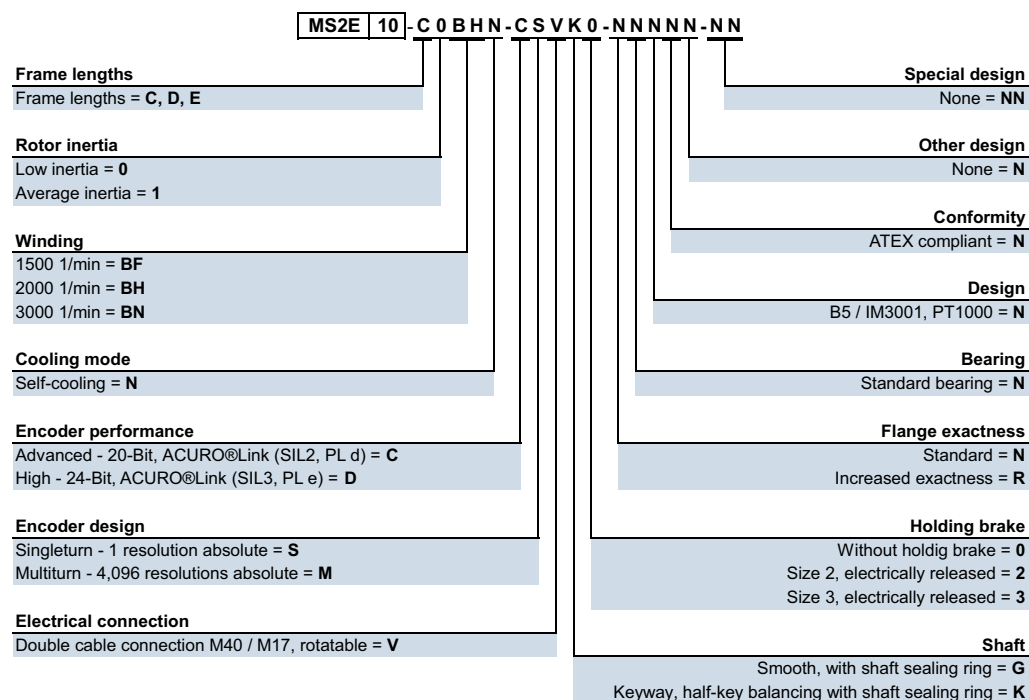 MS2E 10 - C 0 B H N - C S V K 0 - N N N N N - N N
Frame lengths
Frame lengths = C, D, E
Rotor inertia
Low inertia = 0
Average inertia = 1
Winding
1500 1/min = BF
2000 1/min = BH
3000 1/min = BN
Cooling mode
Self-cooling = N
Encoder performance
Advanced - 20-Bit, ACURO®Link (SIL2, PL d) = C
High - 24-Bit, ACURO®Link (SIL3, PL e) = D
Encoder design
Singleturn - 1 resolution absolute = S
Multiturn - 4,096 resolutions absolute = M
Electrical connection
Double cable connection M40 / M17, rotatable = V
Special design
None = NN
Other design
None = N
Conformity
ATEX compliant = N
Design
B5 / IM3001, PT1000 = N
Bearing
Standard bearing = N
Flange exactness
Standard = N
Increased exactness = R
Holding brake
Without holdig brake = 0
Size 2, electrically released = 2
Size 3, electrically released = 3
Shaft
Smooth, with shaft sealing ring = G
Keyway, half-key balancing with shaft sealing ring = K